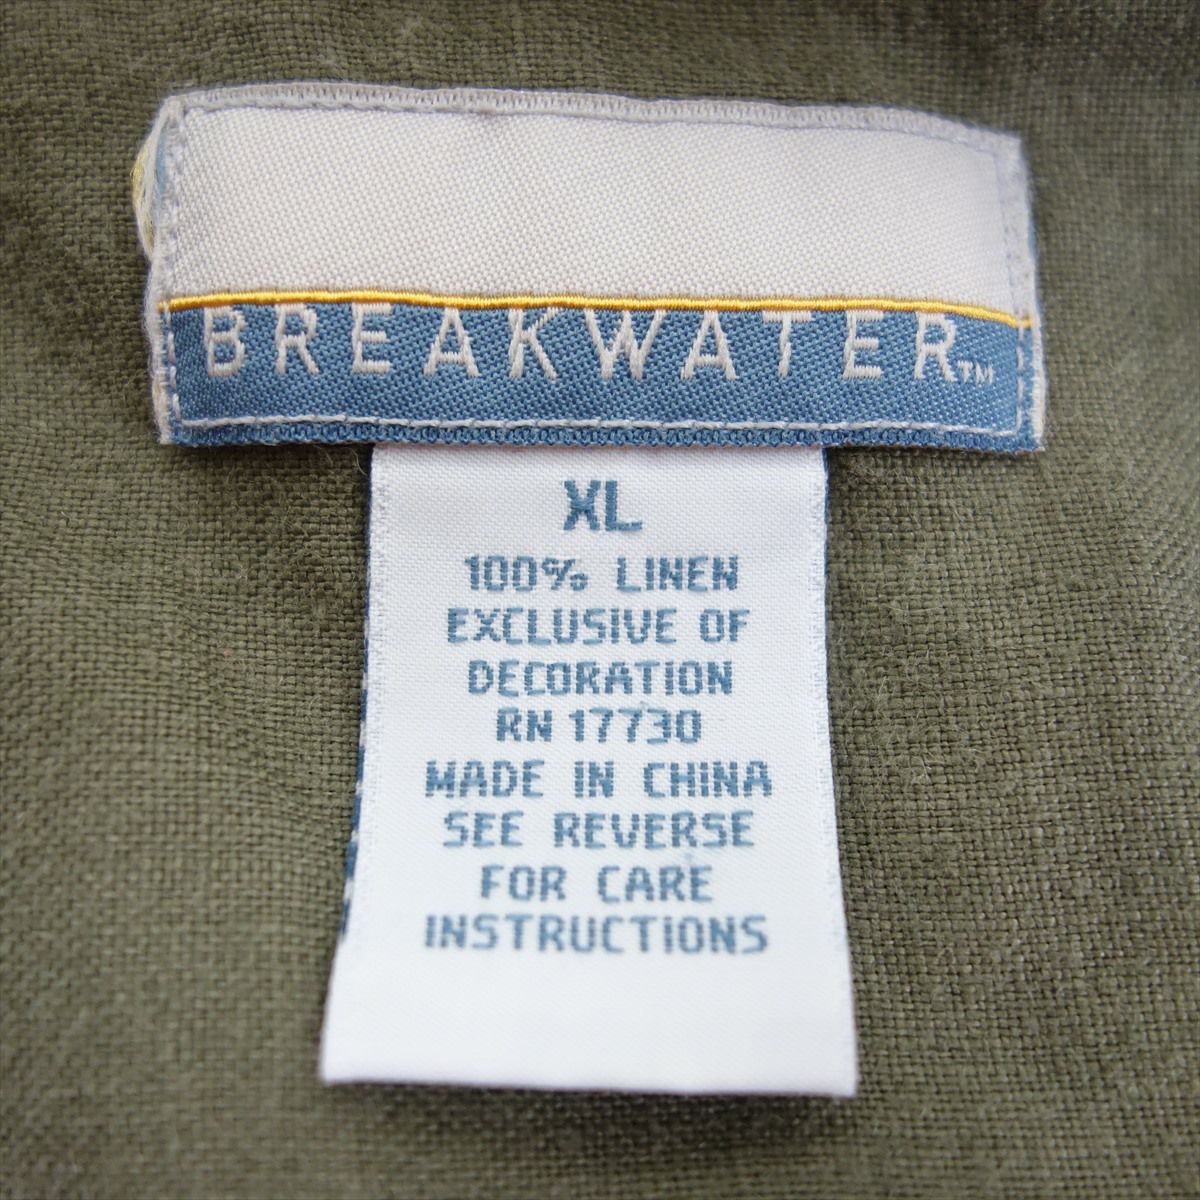 BREAKWATER™
XL
100% LINEN
EXCLUSIVE OF
DECORATION
RN 17730
MADE IN CHINA
SEE REVERSE
FOR CARE
INSTRUCTIONS